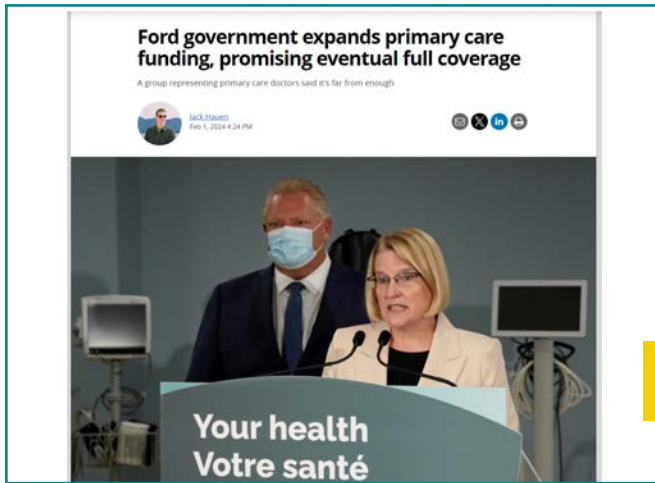 Ford government expands primary care
funding, promising eventual full coverage
A group representing primary care doctors said it's far from enough
Jack Hauen
Feb 1, 2024 4:24 PM
in
Your health
Votre santé